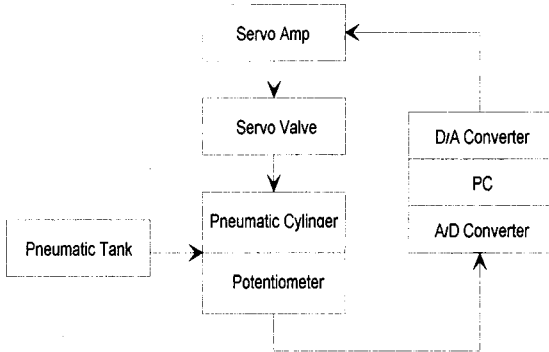 Servo Amp
Servo Valve
D/A Converter
PC
Pneumatic Cylinder
A/D Converter
Pneumatic Tank
Potentiometer